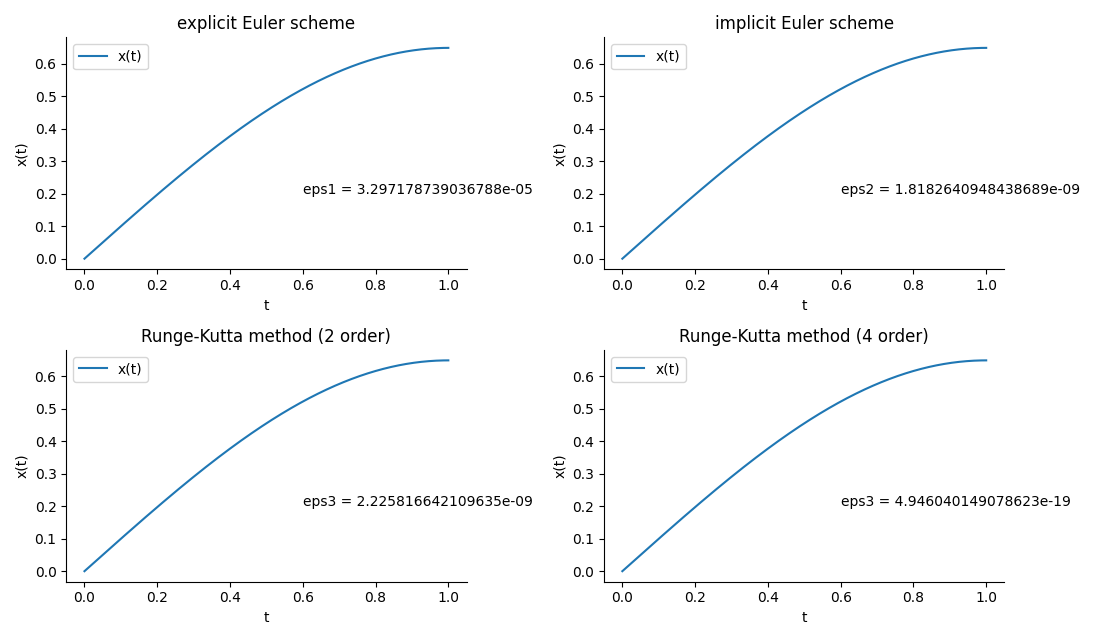 explicit Euler scheme
x(t)
0.6
0.5
0.4
0.3
0.2
0.1
0.0
x(t)
eps1 = 3.297178739036788e-05
0.0 0.2 0.4 0.6 0.8 1.0
t
implicit Euler scheme
x(t)
0.6
0.5
0.4
0.3
0.2
0.1
0.0
x(t)
eps2 = 1.8182640948438689e-09
0.0 0.2 0.4 0.6 0.8 1.0
t
Runge-Kutta method (2 order)
x(t)
0.6
0.5
0.4
0.3
0.2
0.1
0.0
x(t)
eps3 = 2.225816642109635e-09
0.0 0.2 0.4 0.6 0.8 1.0
t
Runge-Kutta method (4 order)
x(t)
0.6
0.5
0.4
0.3
0.2
0.1
0.0
x(t)
eps3 = 4.946040149078623e-19
0.0 0.2 0.4 0.6 0.8 1.0
t